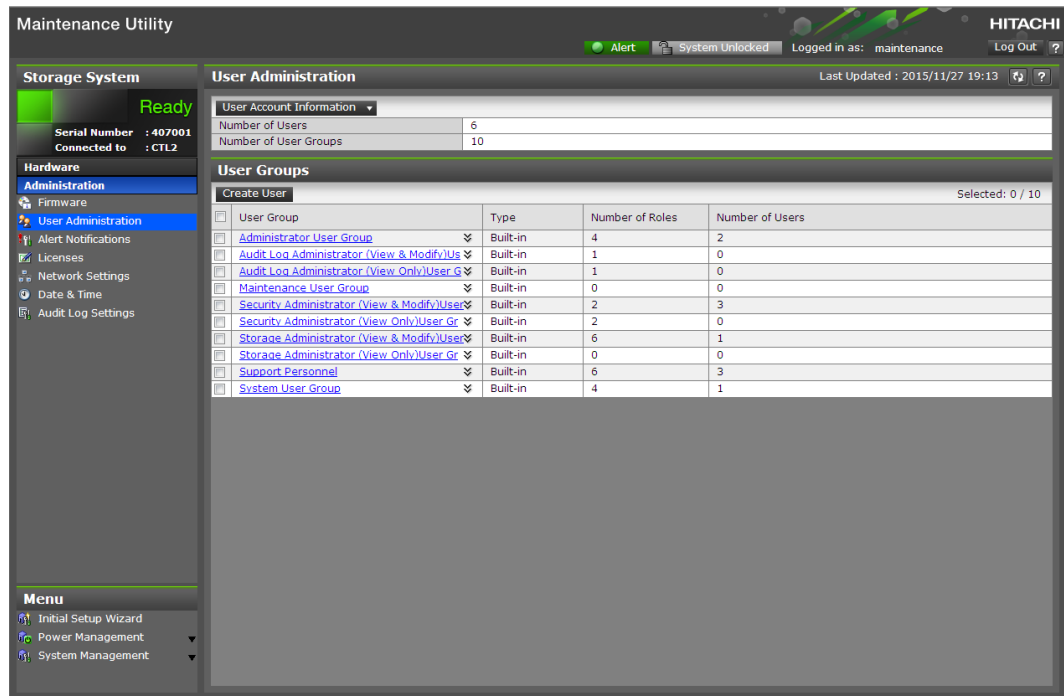 Maintenance Utility
HITACHI
Alert
System Unlocked
Logged in as: maintenance
Log Out ?
Storage System
Ready
Serial Number : 407001
Connected to : CTL2
Hardware
Administration
Firmware
User Administration
Alert Notifications
Licenses
Network Settings
Date & Time
Audit Log Settings
Menu
Initial Setup Wizard
Power Management
System Management
User Administration
Last Updated : 2015/11/27 19:13 ?
User Account Information
Number of Users 6
Number of User Groups 10
User Groups
Create User
Selected: 0 / 10
User Group Type Number of Roles Number of Users
Administrator User Group Built-in 4 2
Audit Log Administrator (View & Modify)Us Built-in 1 0
Audit Log Administrator (View Only)User G Built-in 1 0
Maintenance User Group Built-in 0 0
Security Administrator (View & Modify)User Built-in 2 3
Security Administrator (View Only)User Gr Built-in 2 0
Storage Administrator (View & Modify)User Built-in 6 1
Storage Administrator (View Only)User Gr Built-in 0 0
Support Personnel Built-in 6 3
System User Group Built-in 4 1